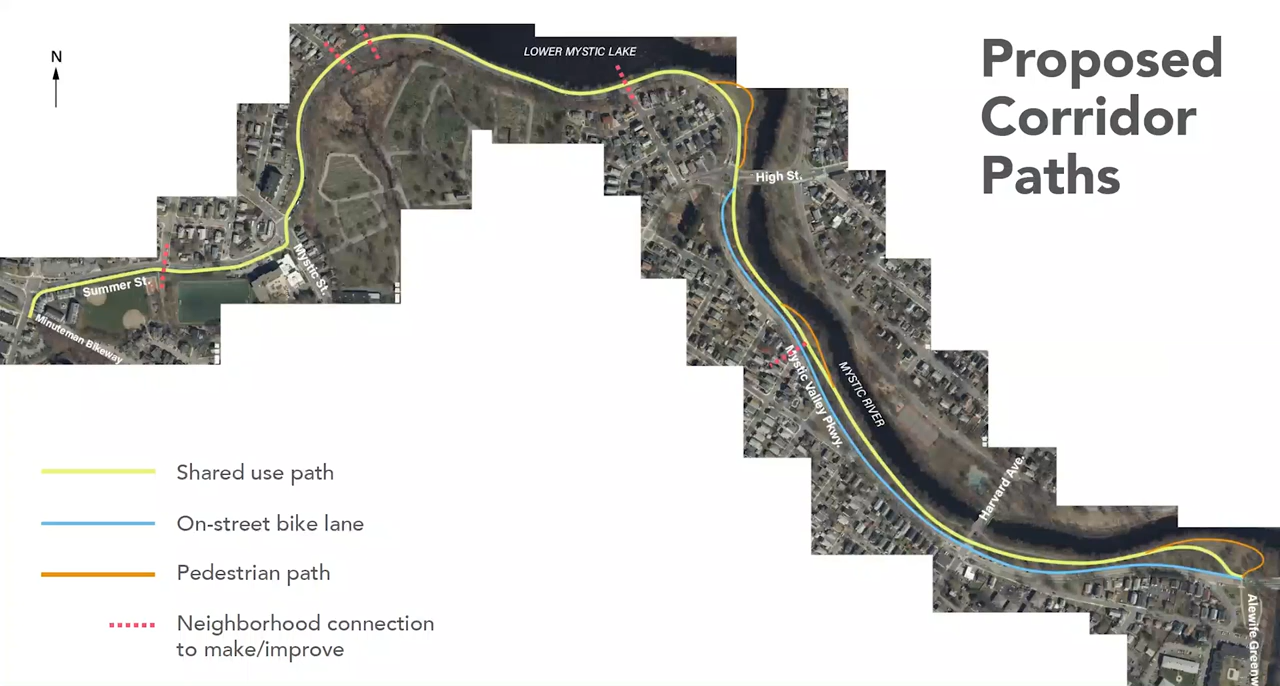 Proposed
Corridor
Paths
N
LOWER MYSTIC LAKE
High St.
Mystic St.
Summer St.
Minuteman Bikeway
Mystic Valley Pkwy.
MYSTIC RIVER
Harvard Ave.
Alewife Greenw
Shared use path
On-street bike lane
Pedestrian path
Neighborhood connection
to make/improve